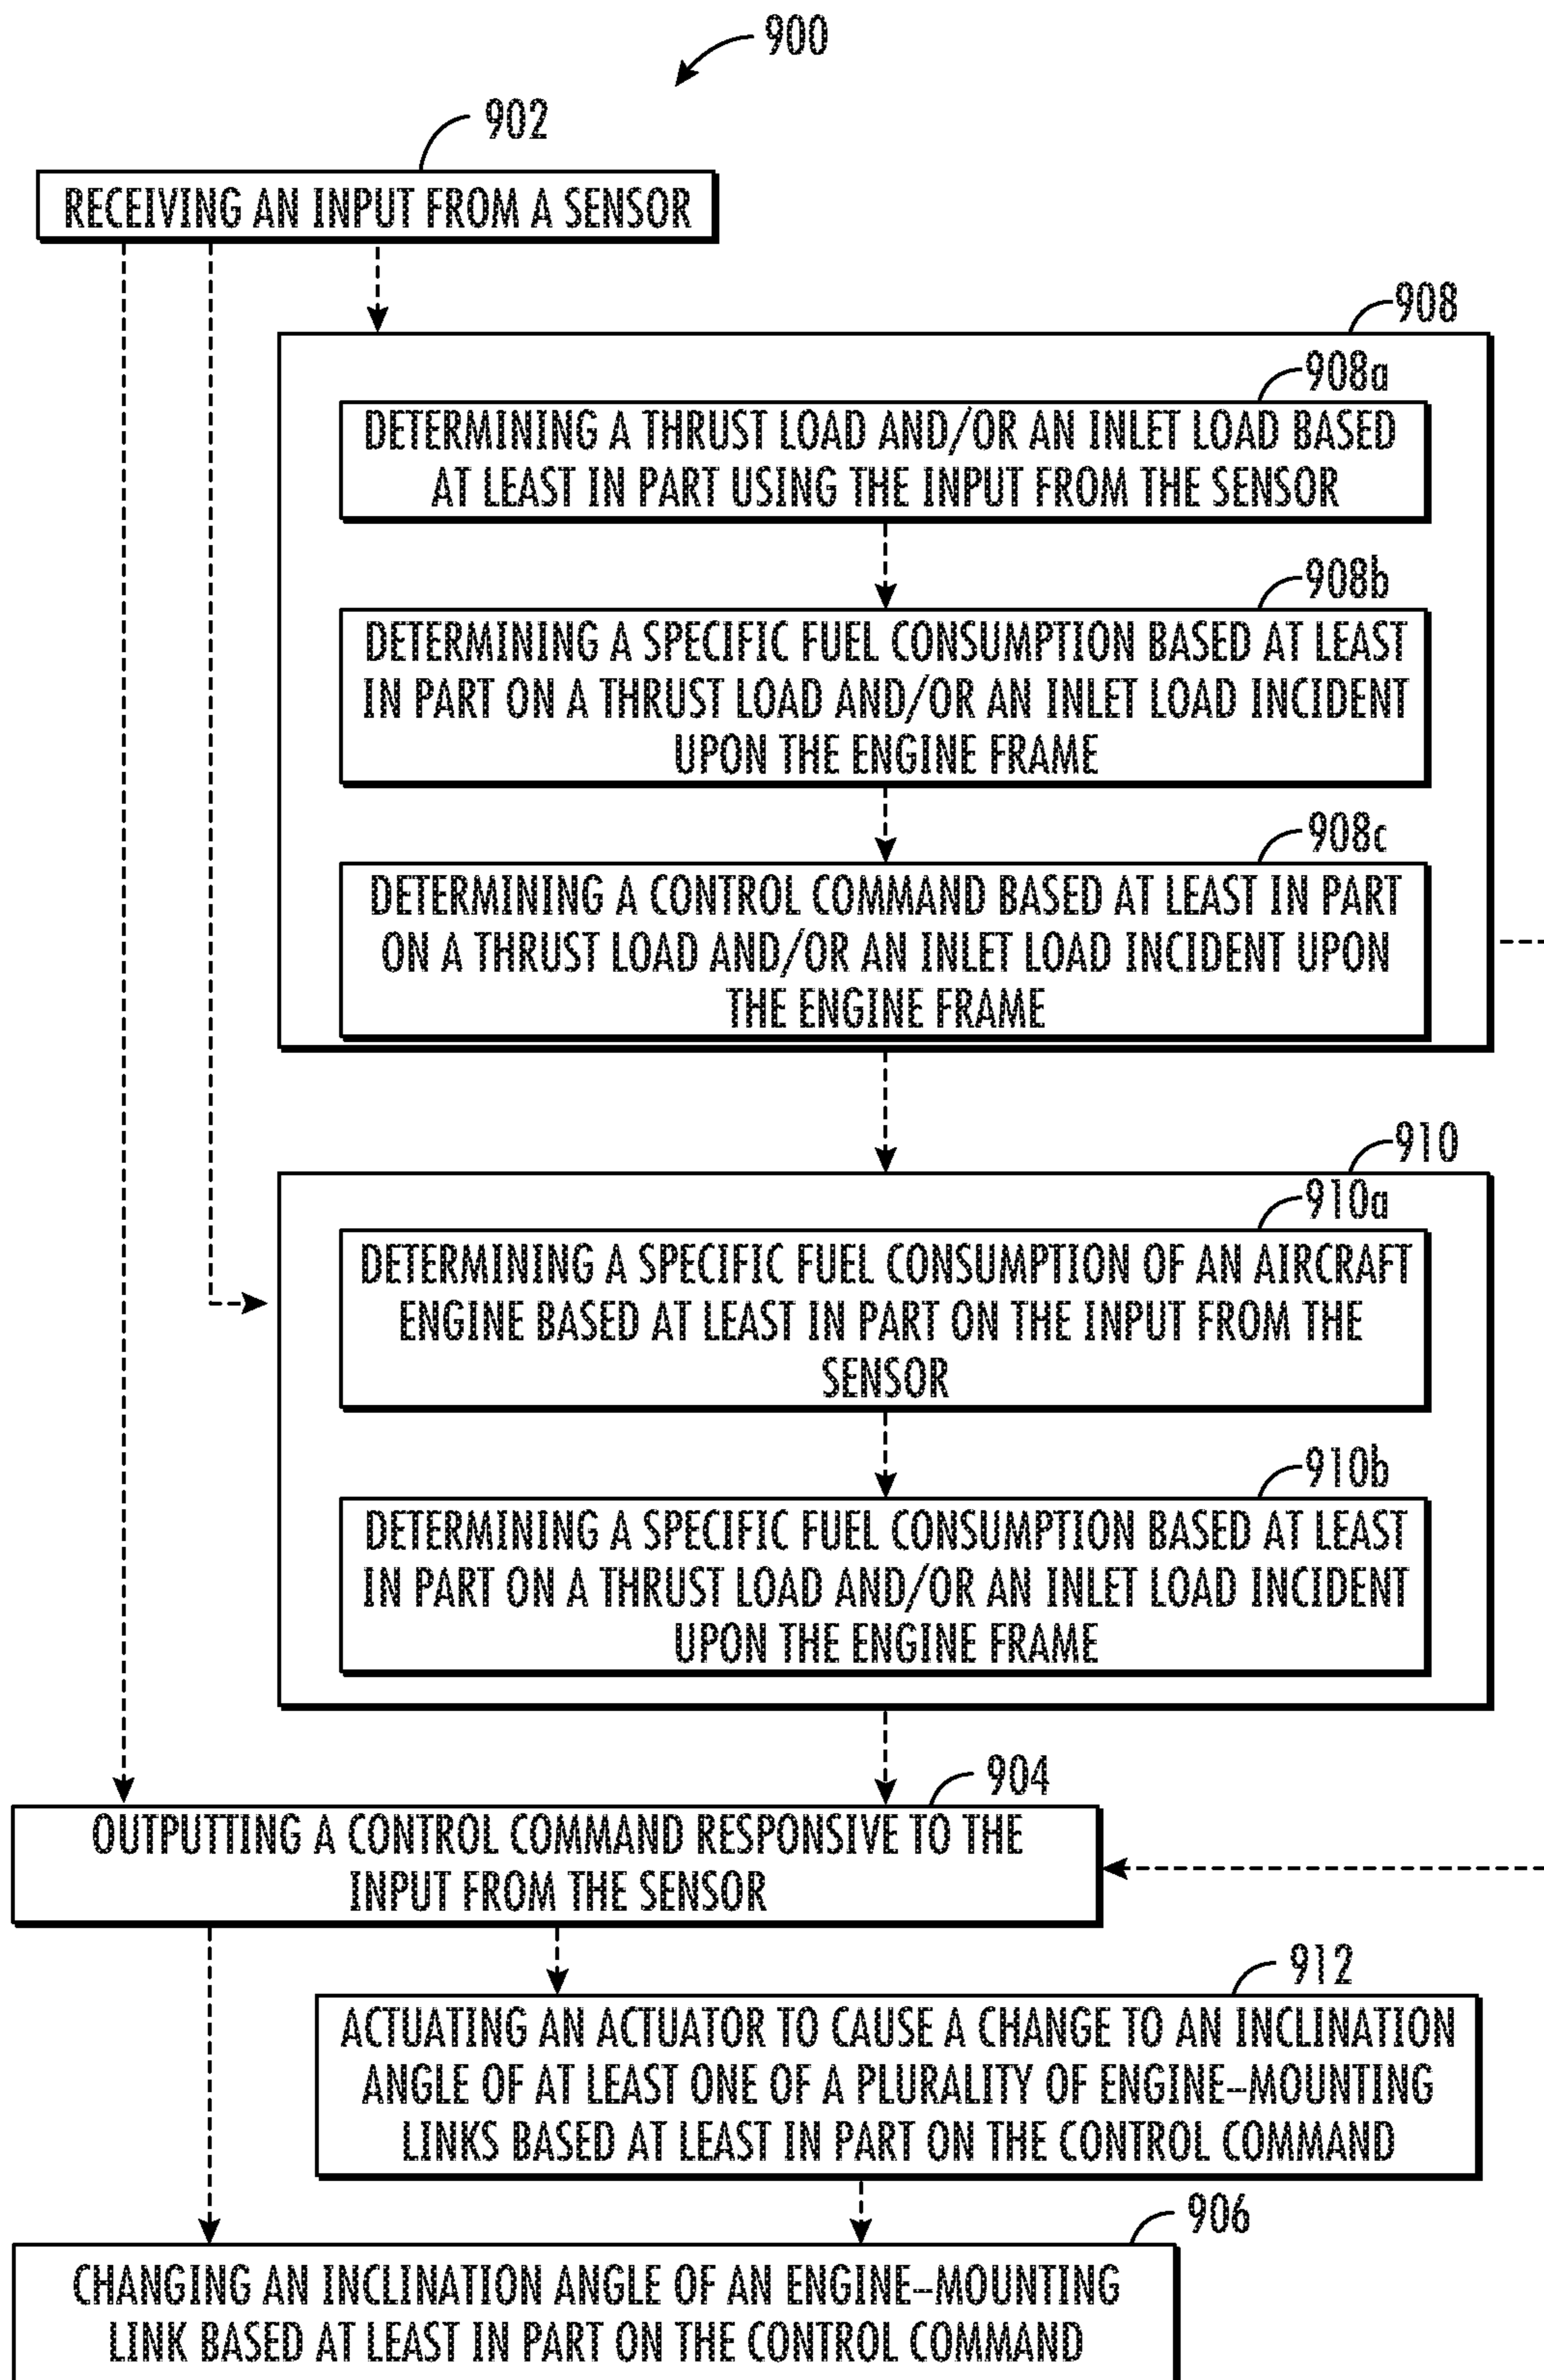 900
902
RECEIVING AN INPUT FROM A SENSOR
908
908a
DETERMINING A THRUST LOAD AND/OR AN INLET LOAD BASED
AT LEAST IN PART USING THE INPUT FROM THE SENSOR
908b
DETERMINING A SPECIFIC FUEL CONSUMPTION BASED AT LEAST
IN PART ON A THRUST LOAD AND/OR AN INLET LOAD INCIDENT
UPON THE ENGINE FRAME
908c
DETERMINING A CONTROL COMMAND BASED AT LEAST IN PART
ON A THRUST LOAD AND/OR AN INLET LOAD INCIDENT UPON
THE ENGINE FRAME
910
910a
DETERMINING A SPECIFIC FUEL CONSUMPTION OF AN AIRCRAFT
ENGINE BASED AT LEAST IN PART ON THE INPUT FROM THE
SENSOR
910b
DETERMINING A SPECIFIC FUEL CONSUMPTION BASED AT LEAST
IN PART ON A THRUST LOAD AND/OR AN INLET LOAD INCIDENT
UPON THE ENGINE FRAME
904
OUTPUTTING A CONTROL COMMAND RESPONSIVE TO THE
INPUT FROM THE SENSOR
912
ACTUATING AN ACTUATOR TO CAUSE A CHANGE TO AN INCLINATION
ANGLE OF AT LEAST ONE OF A PLURALITY OF ENGINE--MOUNTING
LINKS BASED AT LEAST IN PART ON THE CONTROL COMMAND
906
CHANGING AN INCLINATION ANGLE OF AN ENGINE--MOUNTING
LINK BASED AT LEAST IN PART ON THE CONTROL COMMAND